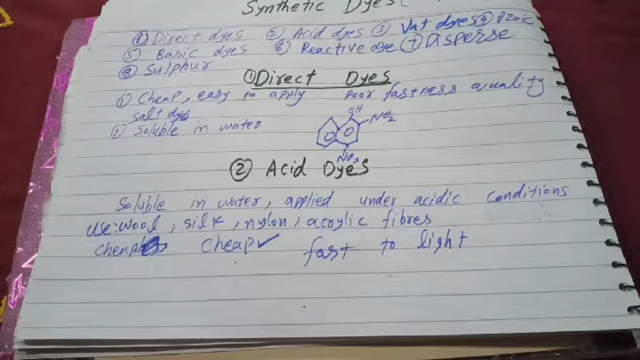 Synthetic Dyes
① Direct dyes ② Acid dyes ③ Vat dyes ④ Azoic
⑤ Basic dyes ⑥ Reactive dye ⑦ Disperse
⑧ Sulphur
① Direct Dyes
① Cheap, easy to apply Poor fastness quality
salt dyes
② Soluble in water
OH
NO2
NO2
② Acid Dyes
Soluble in water, applied under acidic conditions
use: wool, silk, nylon, acrylic fibres
cheap cheap ✓ fast to light